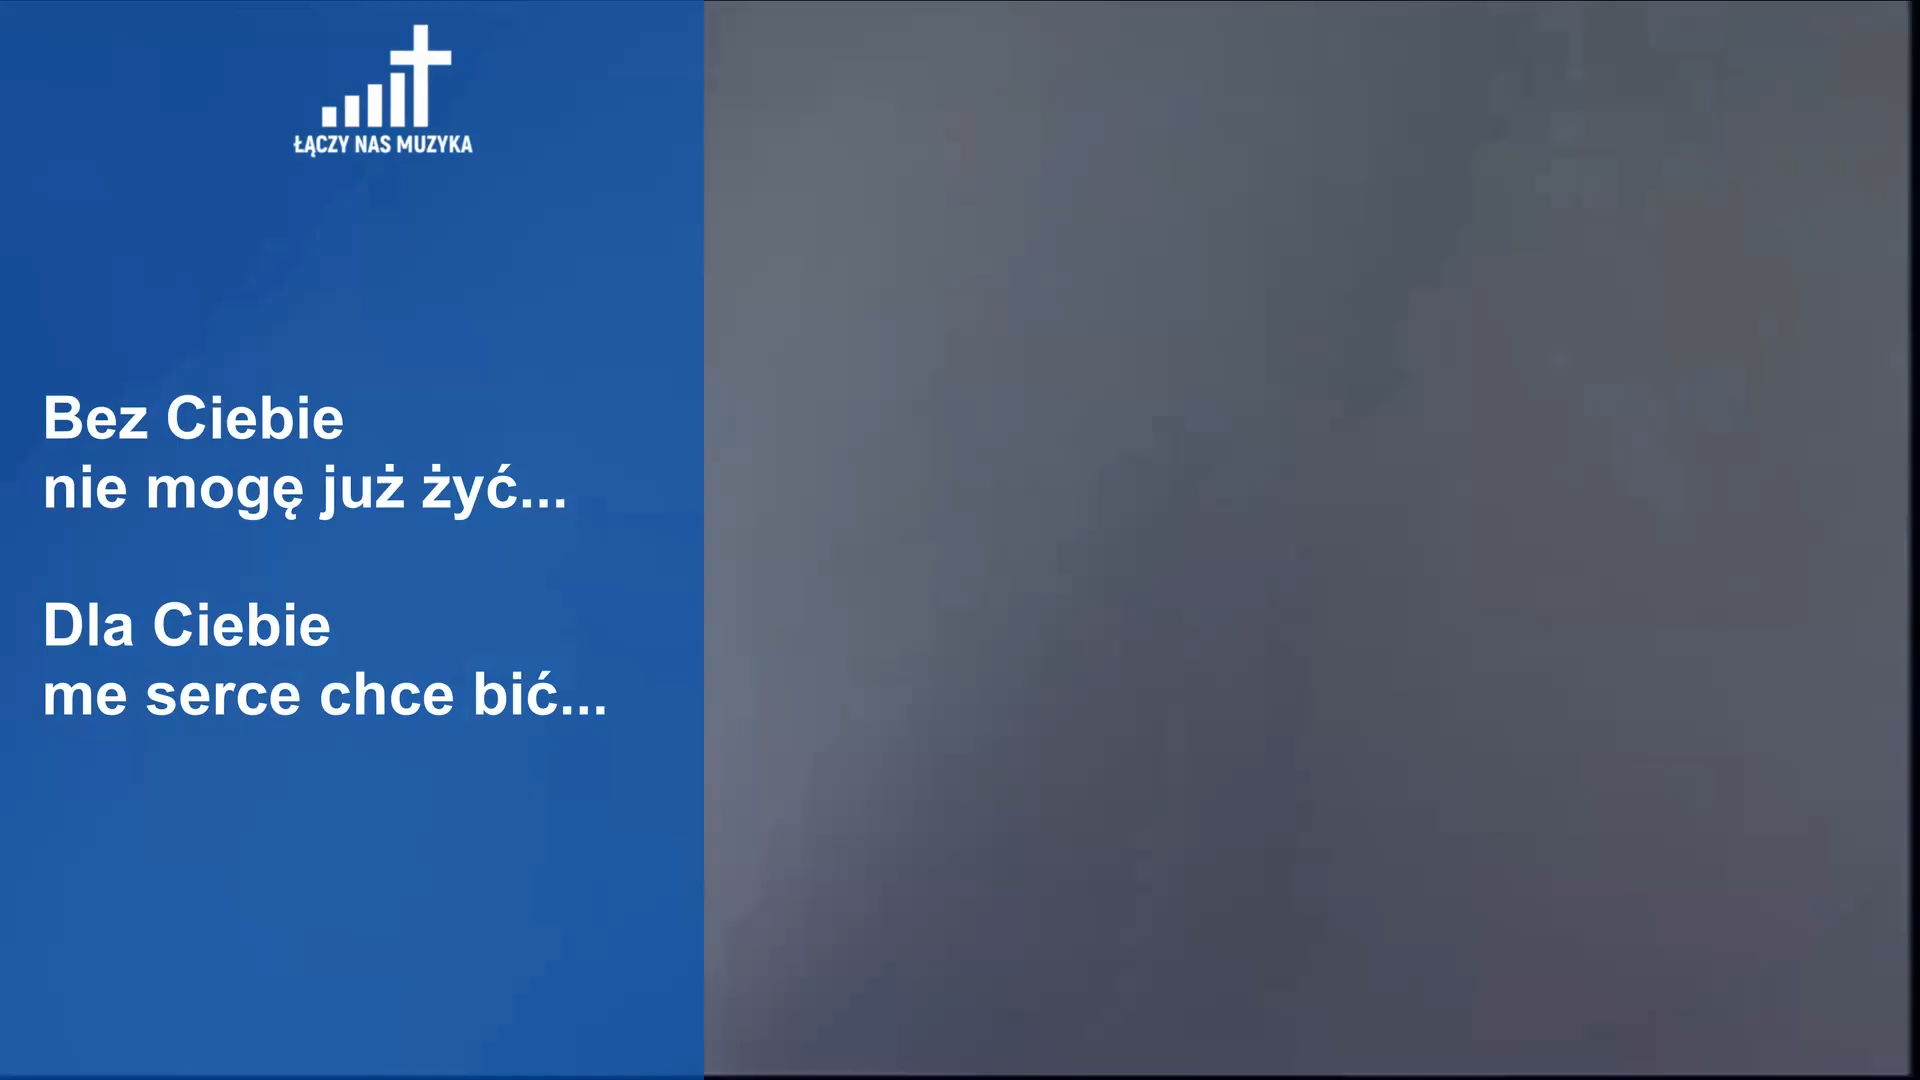 ŁĄCZY NAS MUZYKA
Bez Ciebie
nie mogę już żyć...
Dla Ciebie
me serce chce bić...